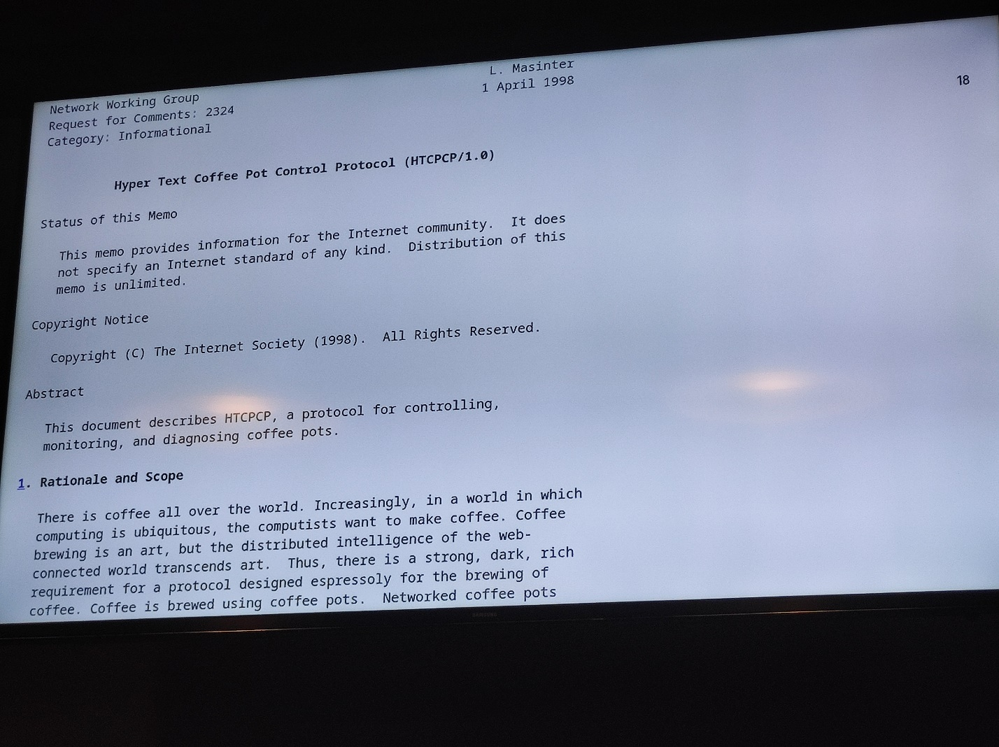 Network Working Group                                   L. Masinter
Request for Comments: 2324                             1 April 1998
Category: Informational
18
Hyper Text Coffee Pot Control Protocol (HTCPCP/1.0)
Status of this Memo
This memo provides information for the Internet community.  It does
not specify an Internet standard of any kind.  Distribution of this
memo is unlimited.
Copyright Notice
Copyright (C) The Internet Society (1998).  All Rights Reserved.
Abstract
This document describes HTCPCP, a protocol for controlling,
monitoring, and diagnosing coffee pots.
1. Rationale and Scope
There is coffee all over the world. Increasingly, in a world in which
computing is ubiquitous, the computists want to make coffee. Coffee
brewing is an art, but the distributed intelligence of the web-
connected world transcends art.  Thus, there is a strong, dark, rich
requirement for a protocol designed espressoly for the brewing of
coffee. Coffee is brewed using coffee pots.  Networked coffee pots
SAMSUNG